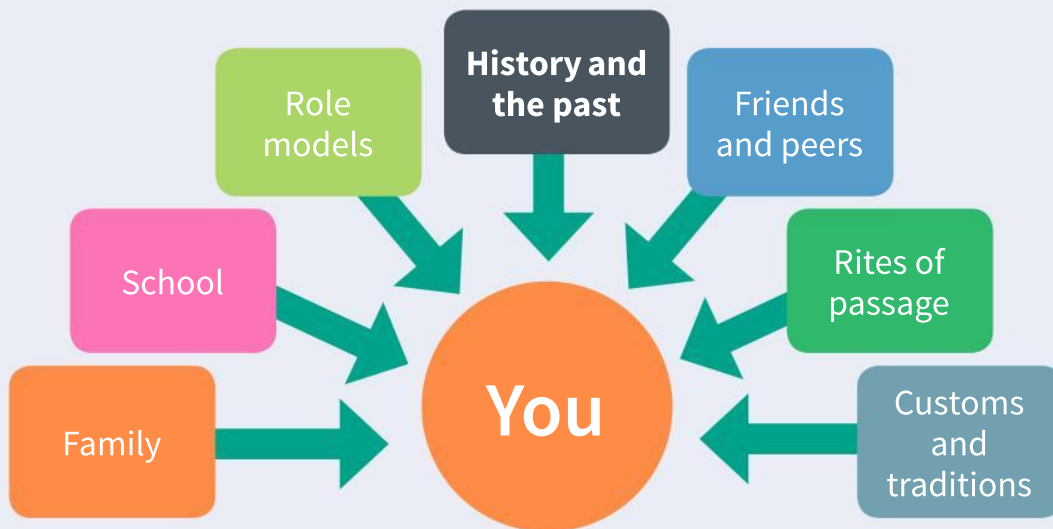 History and
the past
Role
models
Friends
and peers
School
Rites of
passage
Family
You
Customs
and
traditions